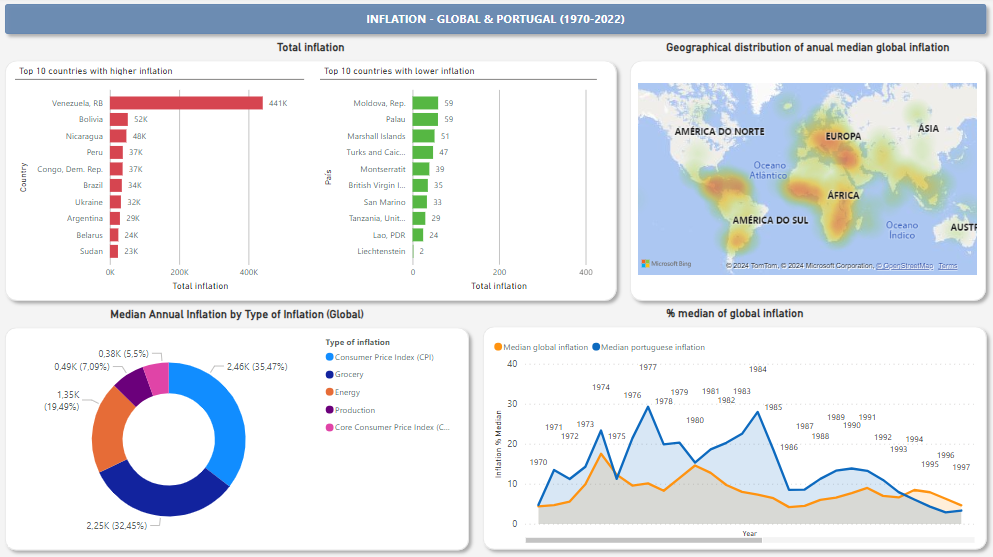 INFLATION - GLOBAL & PORTUGAL (1970-2022)
Total inflation
Geographical distribution of anual median global inflation
Top 10 countries with higher inflation
Country
Venezuela, RB 441K
Bolivia 52K
Nicaragua 48K
Peru 37K
Congo, Dem. Rep. 37K
Brazil 34K
Ukraine 32K
Argentina 29K
Belarus 24K
Sudan 23K
0K 200K 400K
Total inflation
Top 10 countries with lower inflation
País
Moldova, Rep. 59
Palau 59
Marshall Islands 51
Turks and Caic... 47
Montserratit 39
British Virgin I... 35
San Marino 33
Tanzania, Unit... 29
Lao, PDR 24
Liechtenstein 2
0 200 400
Total inflation
AMÉRICA DO NORTE
EUROPA
ÁSIA
Oceano
Atlântico
ÁFRICA
AMÉRICA DO SUL
Oceano
Índico
AUSTR
Microsoft Bing
© 2024 TomTom, © 2024 Microsoft Corporation, © OpenStreetMap Terms
Median Annual Inflation by Type of Inflation (Global)
0,38K (5,5%)
0,49K (7,09%)
2,46K (35,47%)
1,35K
(19,49%)
2,25K (32,45%)
Type of inflation
Consumer Price Index (CPI)
Grocery
Energy
Production
Core Consumer Price Index (C...
% median of global inflation
Median global inflation Median portuguese inflation
Inflation % Median
40
30
20
10
0
1970
1971
1972
1973
1974
1975
1976
1977
1978
1979
1980
1981
1982
1983
1984
1985
1986
1987
1988
1989
1990
1991
1992
1993
1994
1995
1996
1997
Year